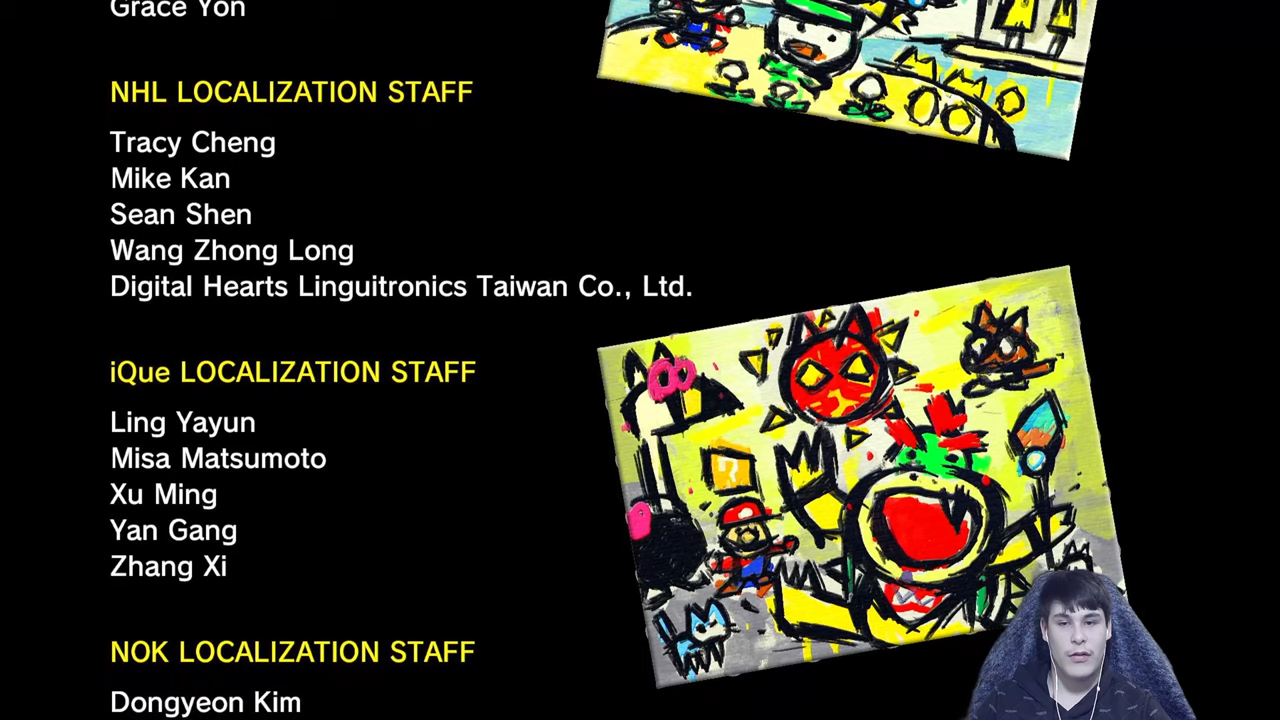 Grace Yon
NHL LOCALIZATION STAFF
Tracy Cheng
Mike Kan
Sean Shen
Wang Zhong Long
Digital Hearts Linguitronics Taiwan Co., Ltd.
iQue LOCALIZATION STAFF
Ling Yayun
Misa Matsumoto
Xu Ming
Yan Gang
Zhang Xi
NOK LOCALIZATION STAFF
Dongyeon Kim